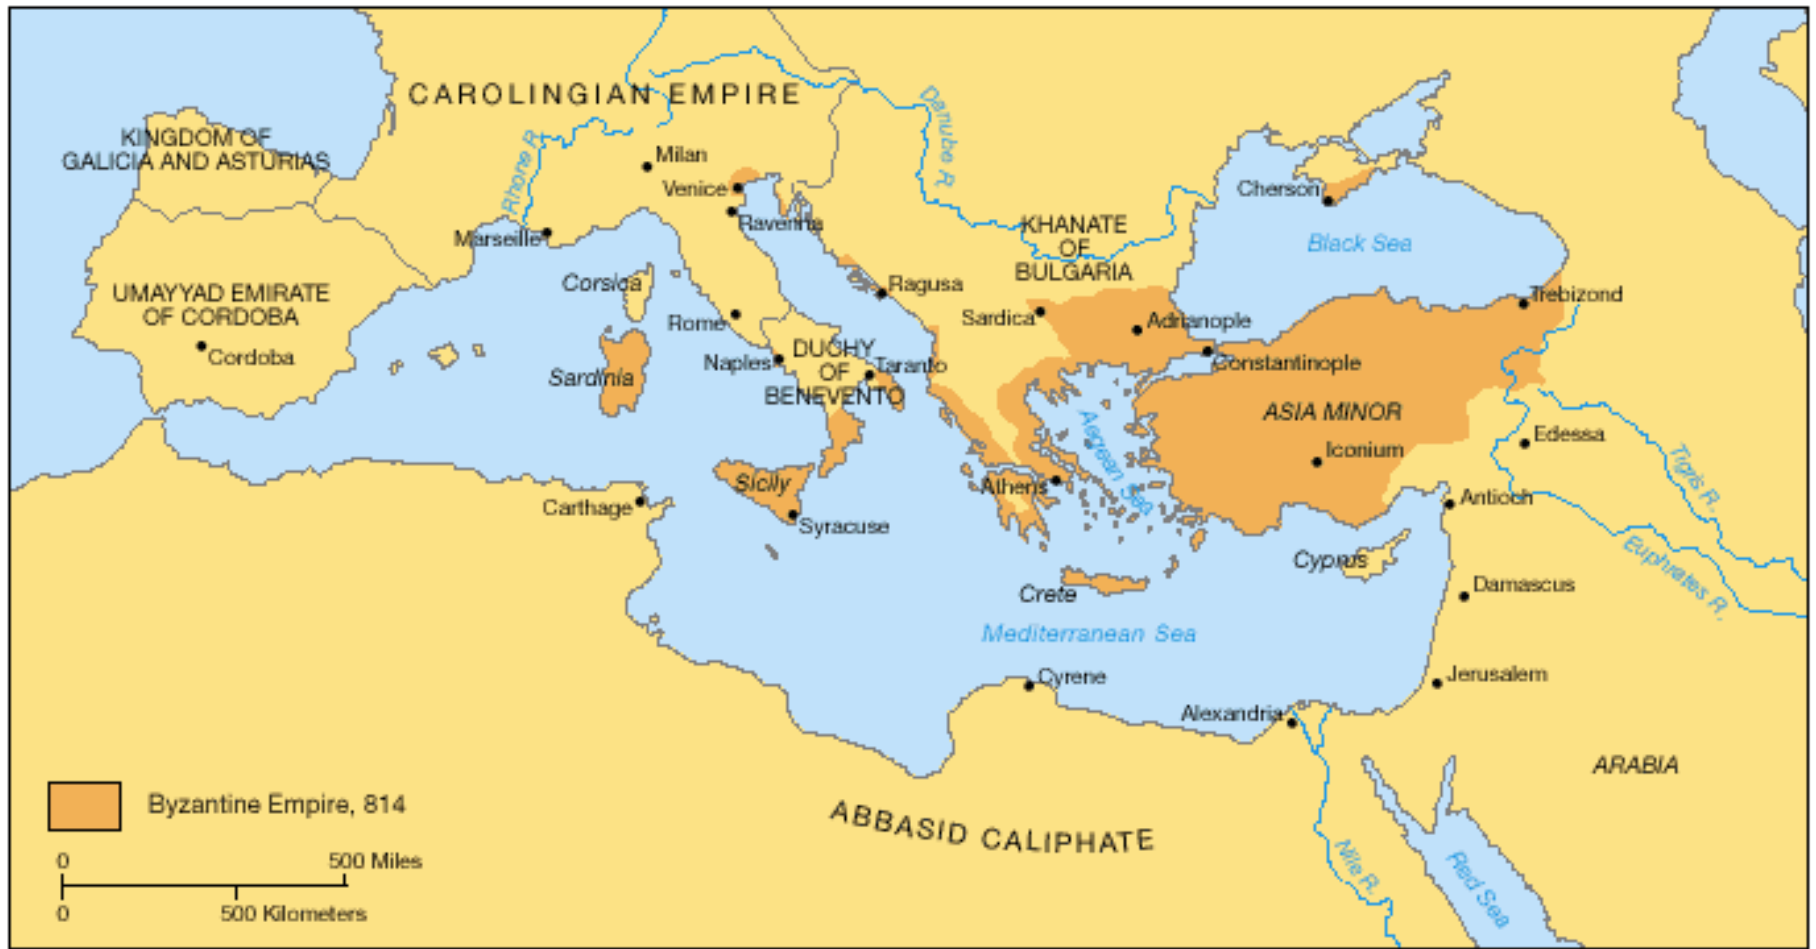 CAROLINGIAN EMPIRE
Danube R.
KINGDOM OF
GALICIA AND ASTURIAS
Rhone R.
Milan
Venice
Ravenna
Marseille
Cherson
KHANATE
OF
BULGARIA
Black Sea
UMAYYAD EMIRATE
OF CORDOBA
Cordoba
Corsica
Ragusa
Rome
Sardica
Adrianople
Trebizond
Constantinople
Sardinia
Naples
DUCHY
OF
BENEVENTO
Taranto
ASIA MINOR
Aegean Sea
Iconium
Edessa
Tigis R.
Sicily
Athens
Antioch
Carthage
Syracuse
Cyprus
Euphrates R.
Crete
Damascus
Mediterranean Sea
Cyrene
Jerusalem
Alexandria
ARABIA
Byzantine Empire, 814
ABBASID CALIPHATE
0 500 Miles
0 500 Kilometers
Nile R.
Red Sea